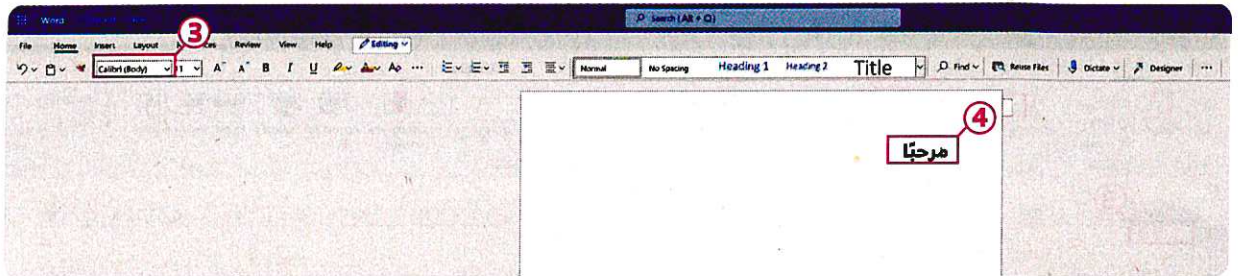 Word
Search (Alt + Q)
3
File Home Insert Layout Review View Help Editing
Calibri (Body) 11 A A B I U A Normal No Spacing Heading 1 Heading 2 Title Find Reuse Files Dictate Designer ...
4
مرحبًا